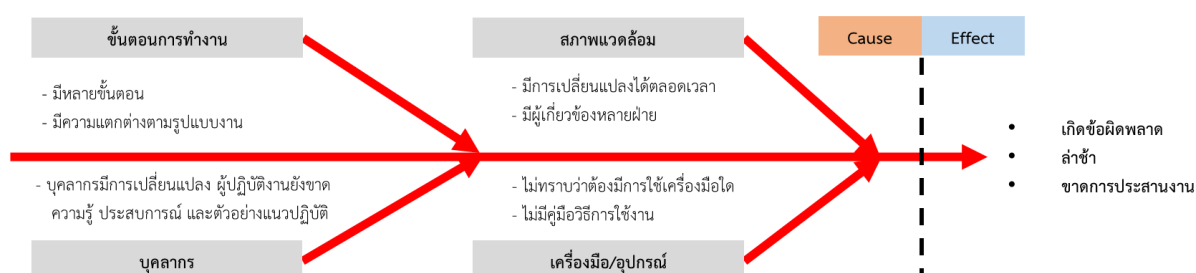 ขั้นตอนการทำงาน
- มีหลายขั้นตอน
- มีความแตกต่างตามรูปแบบงาน
สภาพแวดล้อม
- มีการเปลี่ยนแปลงได้ตลอดเวลา
- มีผู้เกี่ยวข้องหลายฝ่าย
Cause
Effect
• เกิดข้อผิดพลาด
• ล่าช้า
• ขาดการประสานงาน
- บุคลากรมีการเปลี่ยนแปลง ผู้ปฏิบัติงานยังขาด
ความรู้ ประสบการณ์ และตัวอย่างแนวปฏิบัติ
บุคลากร
- ไม่ทราบว่าต้องมีการใช้เครื่องมือใด
- ไม่มีคู่มือวิธีการใช้งาน
เครื่องมือ/อุปกรณ์